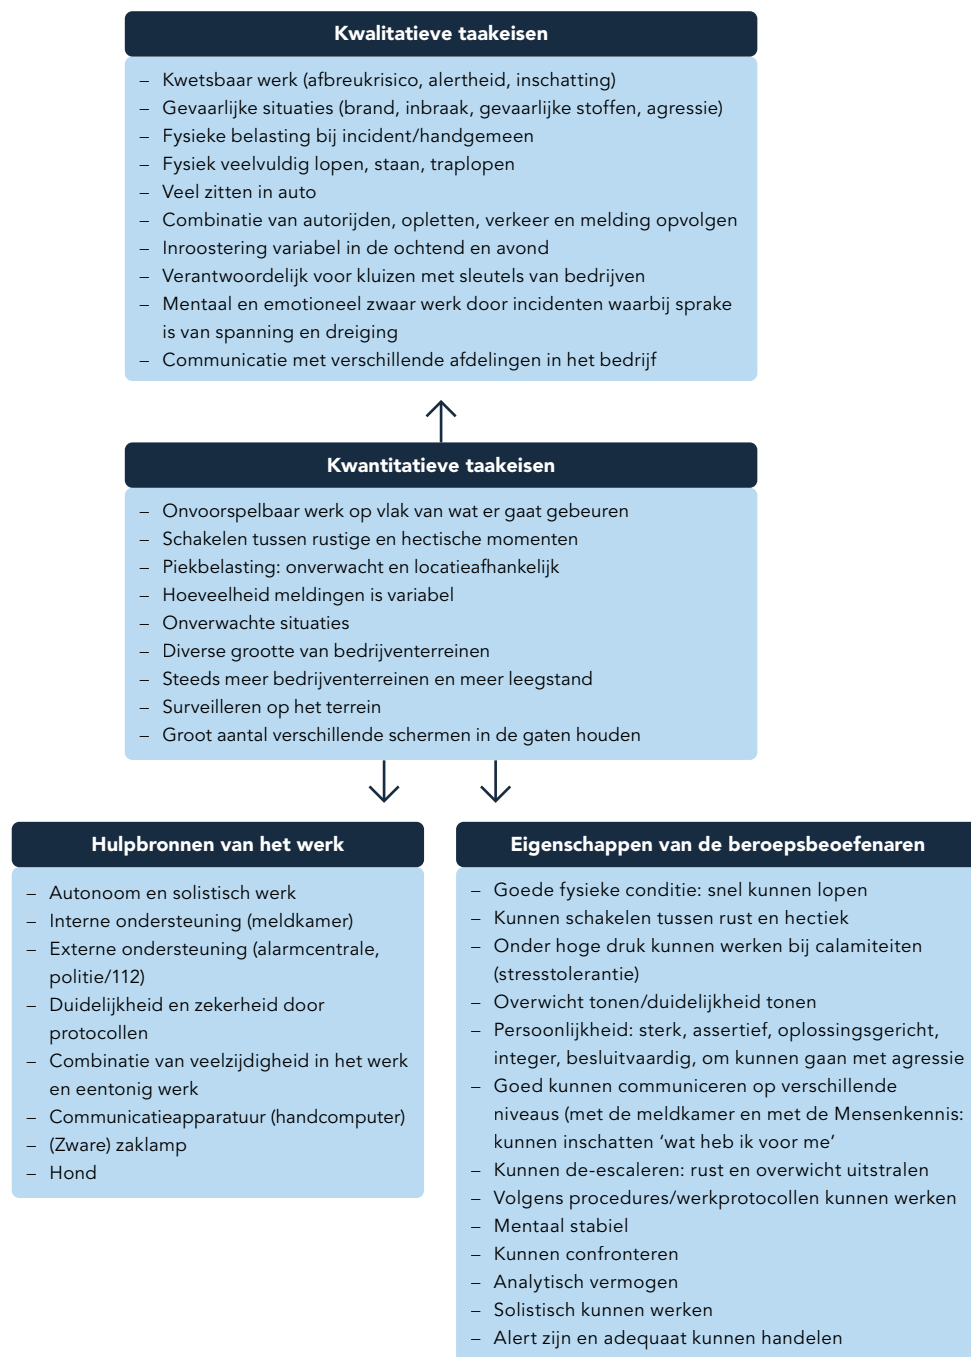 Kwalitatieve taakeisen
– Kwetsbaar werk (afbreukrisico, alertheid, inschatting)
– Gevaarlijke situaties (brand, inbraak, gevaarlijke stoffen, agressie)
– Fysieke belasting bij incident/handgemeen
– Fysiek veelvuldig lopen, staan, traplopen
– Veel zitten in auto
– Combinatie van autorijden, opletten, verkeer en melding opvolgen
– Inroostering variabel in de ochtend en avond
– Verantwoordelijk voor kluizen met sleutels van bedrijven
– Mentaal en emotioneel zwaar werk door incidenten waarbij sprake
is van spanning en dreiging
– Communicatie met verschillende afdelingen in het bedrijf
Kwantitatieve taakeisen
– Onvoorspelbaar werk op vlak van wat er gaat gebeuren
– Schakelen tussen rustige en hectische momenten
– Piekbelasting: onverwacht en locatieafhankelijk
– Hoeveelheid meldingen is variabel
– Onverwachte situaties
– Diverse grootte van bedrijventerreinen
– Steeds meer bedrijventerreinen en meer leegstand
– Surveilleren op het terrein
– Groot aantal verschillende schermen in de gaten houden
Hulpbronnen van het werk
– Autonoom en solistisch werk
– Interne ondersteuning (meldkamer)
– Externe ondersteuning (alarmcentrale,
politie/112)
– Duidelijkheid en zekerheid door
protocollen
– Combinatie van veelzijdigheid in het werk
en eentonig werk
– Communicatieapparatuur (handcomputer)
– (Zware) zaklamp
– Hond
Eigenschappen van de beroepsbeoefenaren
– Goede fysieke conditie: snel kunnen lopen
– Kunnen schakelen tussen rust en hectiek
– Onder hoge druk kunnen werken bij calamiteiten
(stresstolerantie)
– Overwicht tonen/duidelijkheid tonen
– Persoonlijkheid: sterk, assertief, oplossingsgericht,
integer, besluitvaardig, om kunnen gaan met agressie
– Goed kunnen communiceren op verschillende
niveaus (met de meldkamer en met de Mensenkennis:
kunnen inschatten ‘wat heb ik voor me’
– Kunnen de-escaleren: rust en overwicht uitstralen
– Volgens procedures/werkprotocollen kunnen werken
– Mentaal stabiel
– Kunnen confronteren
– Analytisch vermogen
– Solistisch kunnen werken
– Alert zijn en adequaat kunnen handelen